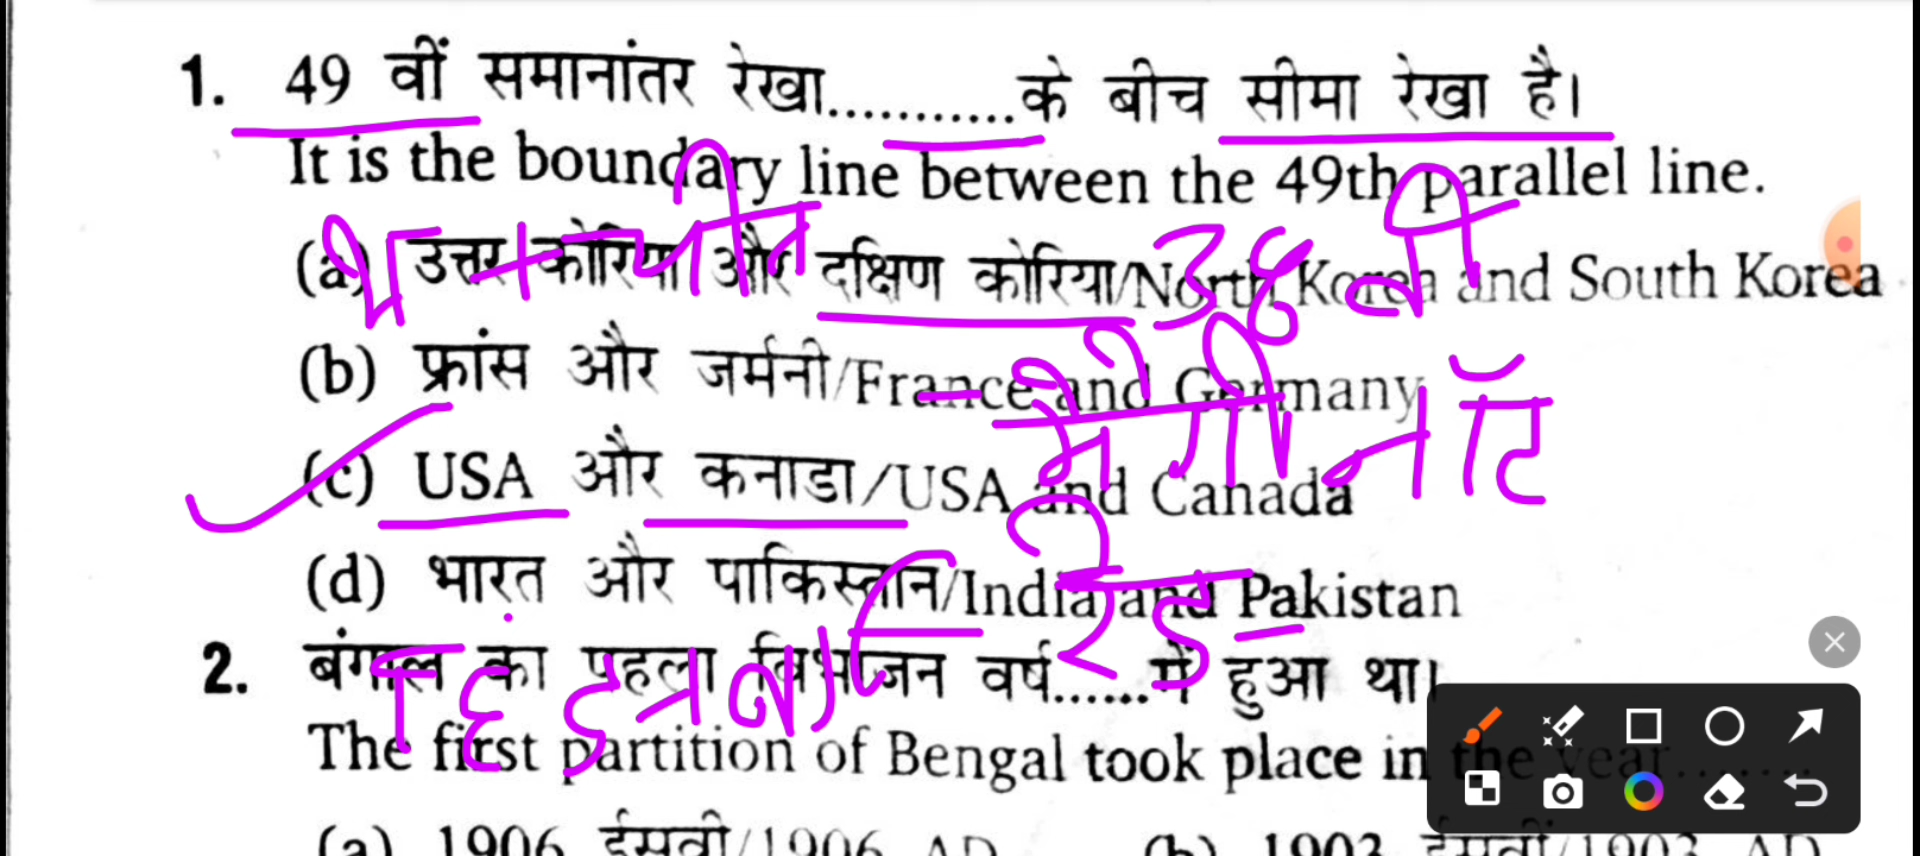 1. 49 वीं समानांतर रेखा...........के बीच सीमा रेखा है।
It is the boundary line between the 49th parallel line.
(a) उत्तर कोरिया और दक्षिण कोरिया/North Korea and South Korea
(b) फ्रांस और जर्मनी/France and Germany
मैगीनॉट
(c) USA और कनाडा/USA and Canada
(d) भारत और पाकिस्तान/India and Pakistan
2. बंगाल का पहला विभाजन वर्ष......में हुआ था।
The first partition of Bengal took place in the year........
(a) 1906 ईसवी/1906 AD (b) 1903 ईसवीं/1903 AD